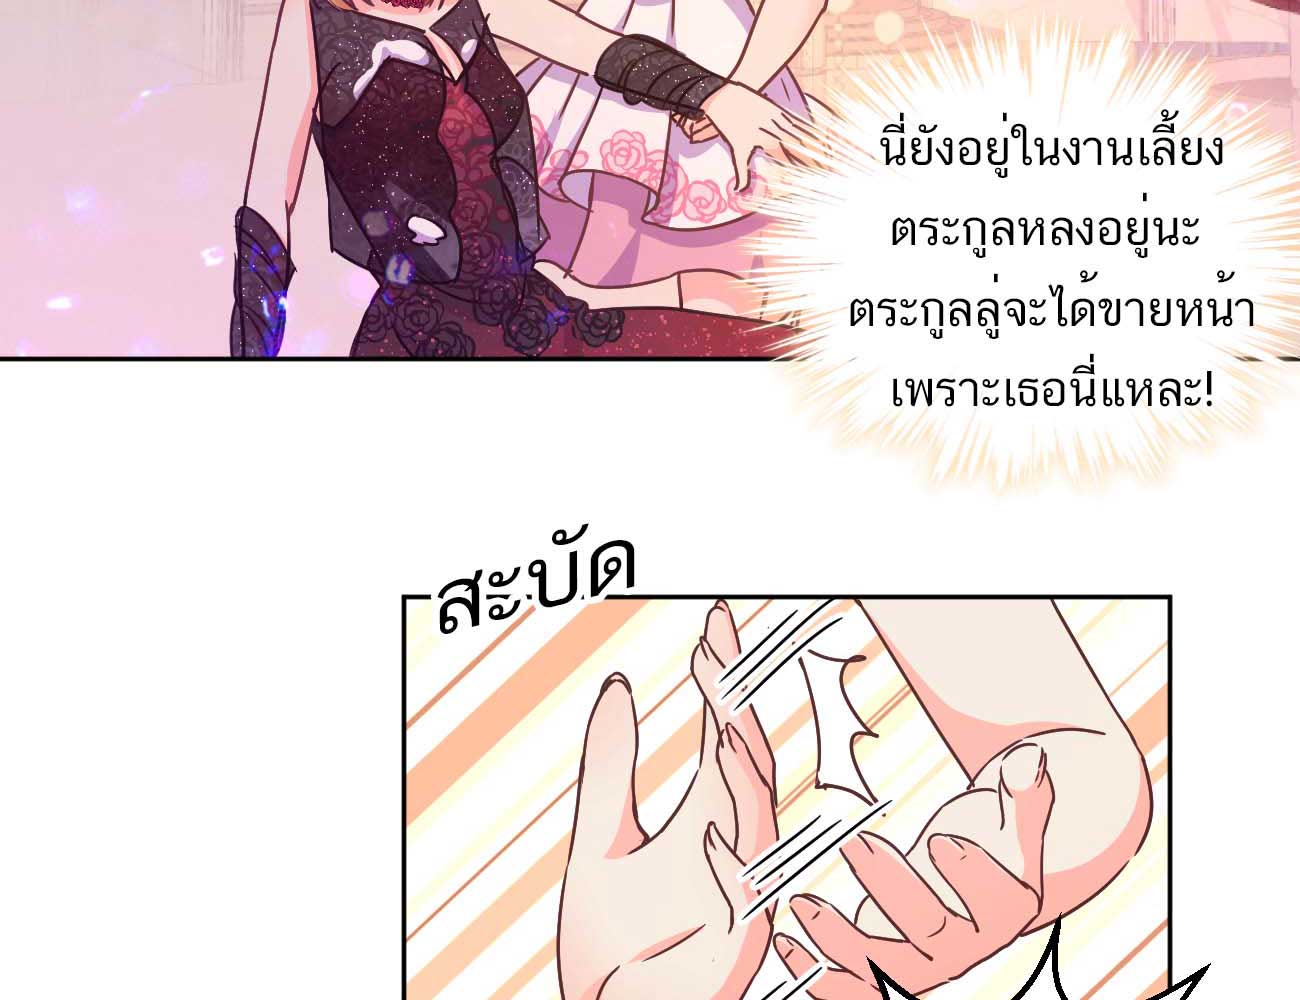 นี่ยังอยู่ในงานเลี้ยง
ตระกูลหลงอยู่นะ
ตระกูลลู่จะได้ขายหน้า
เพราะเธอนี่แหละ!
สะบัด